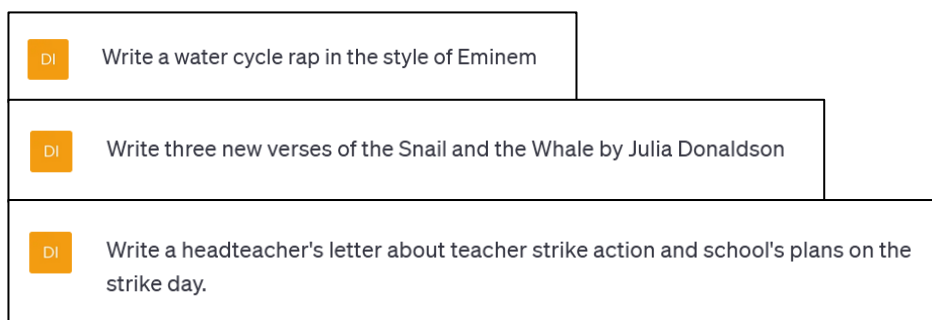 DI Write a water cycle rap in the style of Eminem
DI Write three new verses of the Snail and the Whale by Julia Donaldson
DI Write a headteacher's letter about teacher strike action and school's plans on the
strike day.